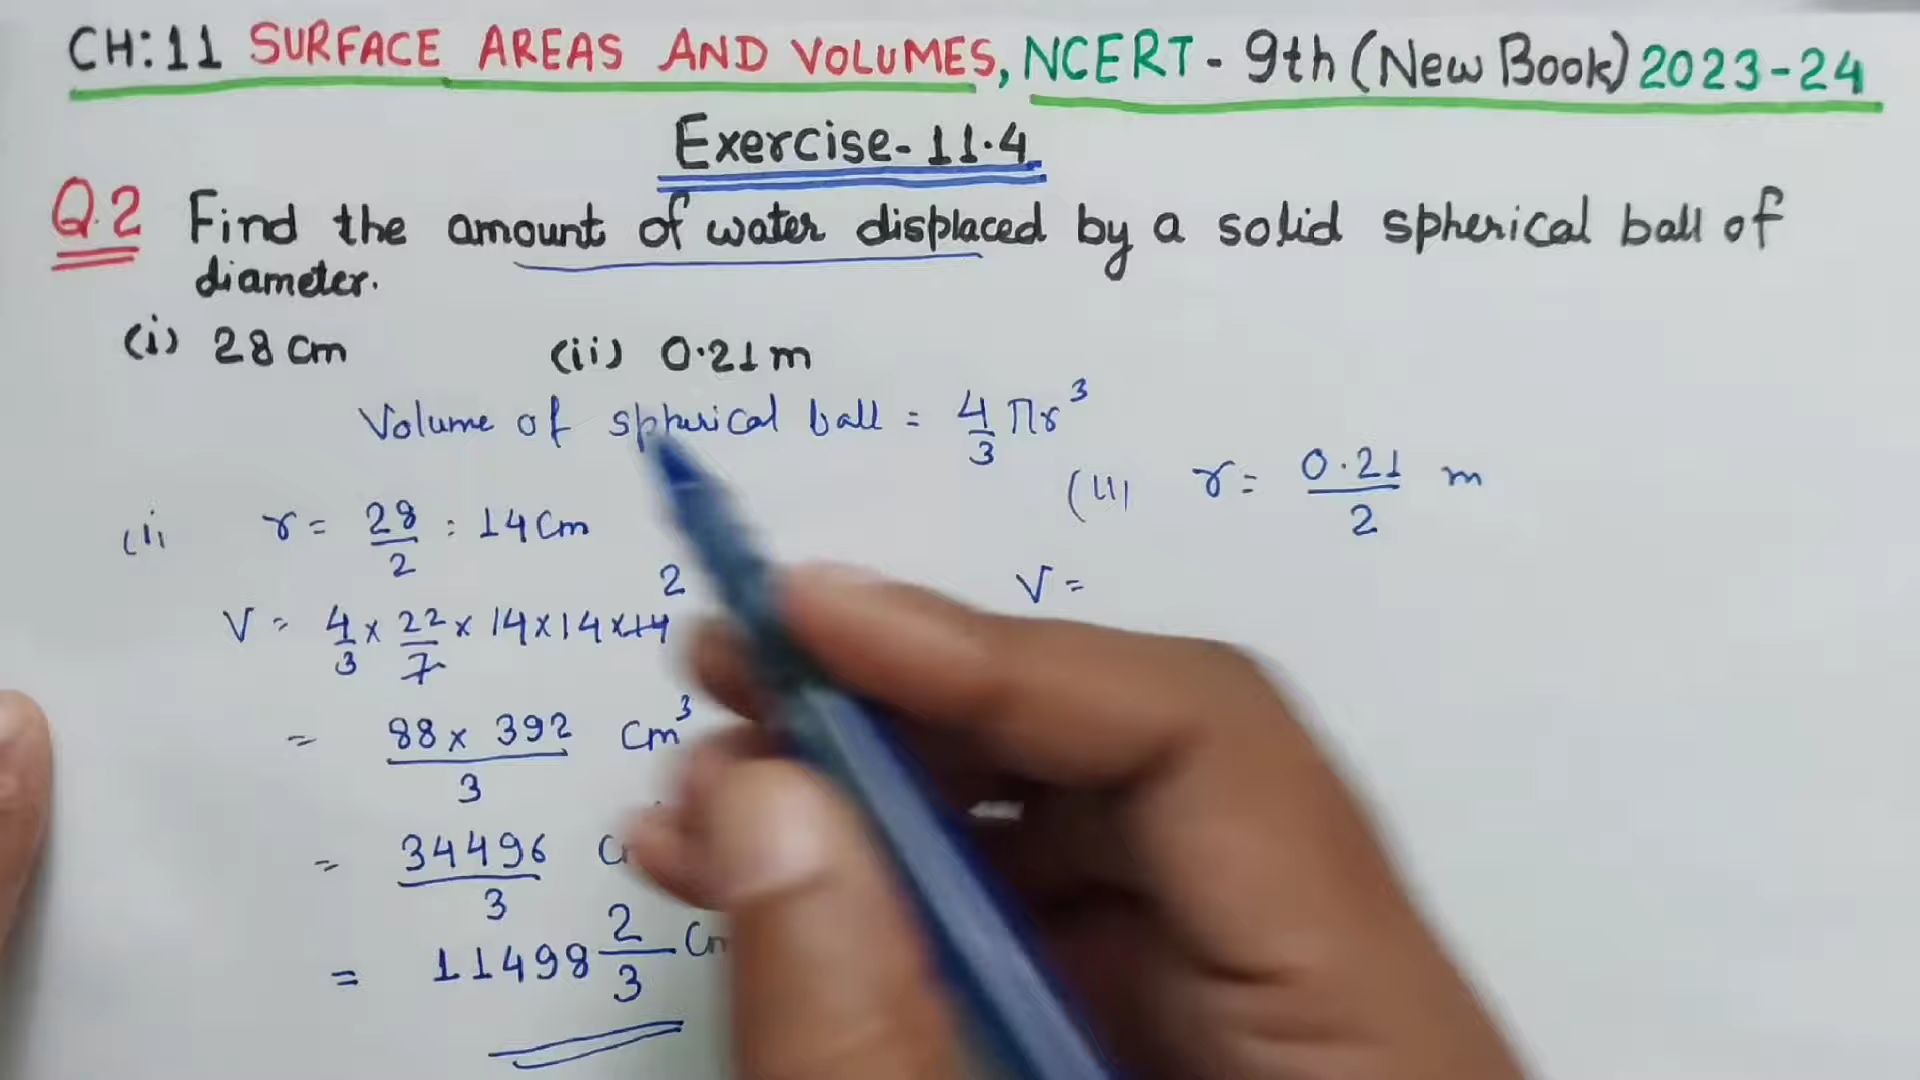 CH:11 SURFACE AREAS AND VOLUMES, NCERT - 9th (New Book) 2023-24
Exercise-11.4
Q.2 Find the amount of water displaced by a solid spherical ball of
diameter.
(i) 28 cm (ii) 0.21 m
Volume of spherical ball = 4/3 πr³
(i) r = 28/2 = 14 cm
V = 4/3 × 22/7 × 14 × 14 × 14 2
= 88 × 392 / 3 cm³
= 34496 / 3
= 11498 2/3
(ii) r = 0.21/2 m
V =